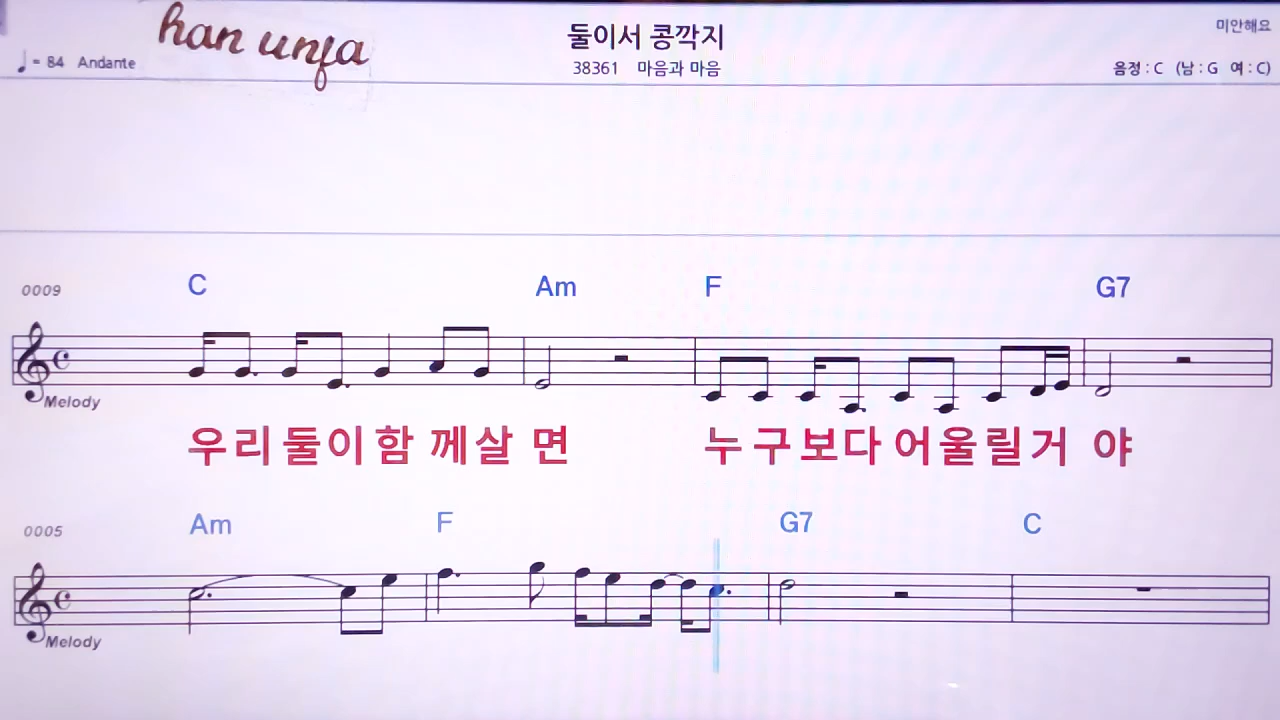 han unja
둘이서 콩깍지
미안해요
♩= 84 Andante
38361 마음과 마음
음정 : C (남 : G 여 : C)
0009
C Am F G7
Melody
우리둘이함 께살 면 누구보다어울릴거 야
0005
Am F G7 C
Melody